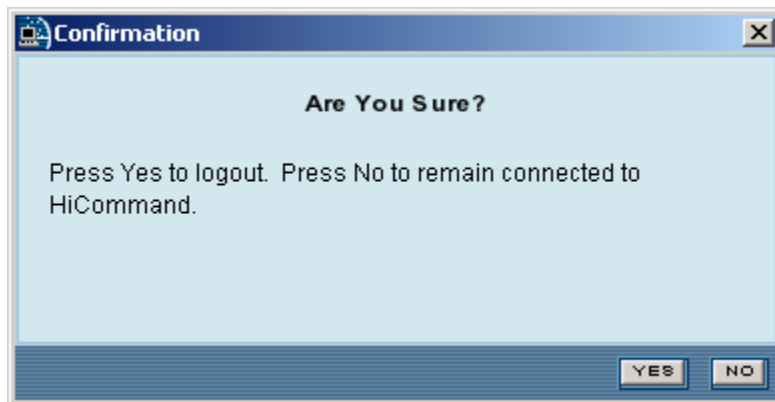 Confirmation
Are You Sure?
Press Yes to logout.  Press No to remain connected to
HiCommand.
YES NO